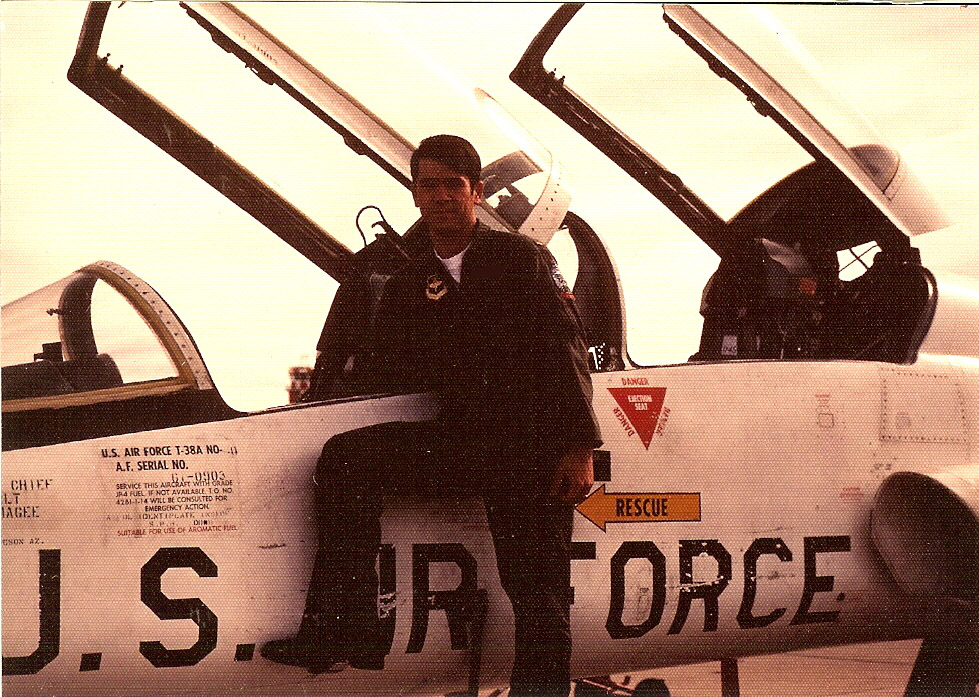 DANGER
EJECTION
SEAT
DANGER
DANGER
RESCUE
U.S. AIR FORCE T-38A NO-
A.F. SERIAL NO.
61-0903
SERVICE THIS AIRCRAFT WITH GRADE
JP-4 FUEL. IF NOT AVAILABLE, T.O. NO.
42B1-1-14 WILL BE CONSULTED FOR
EMERGENCY ACTION.
SUITABLE FOR USE OF AROMATIC FUEL
CHIEF
U.S. AIR FORCE